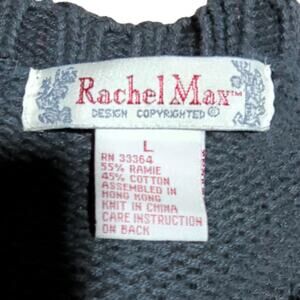 Rachel Max™
DESIGN COPYRIGHTED ©
L
RN 33364
55% RAMIE
45% COTTON
ASSEMBLED IN
HONG KONG
KNIT IN CHINA
CARE INSTRUCTION
ON BACK